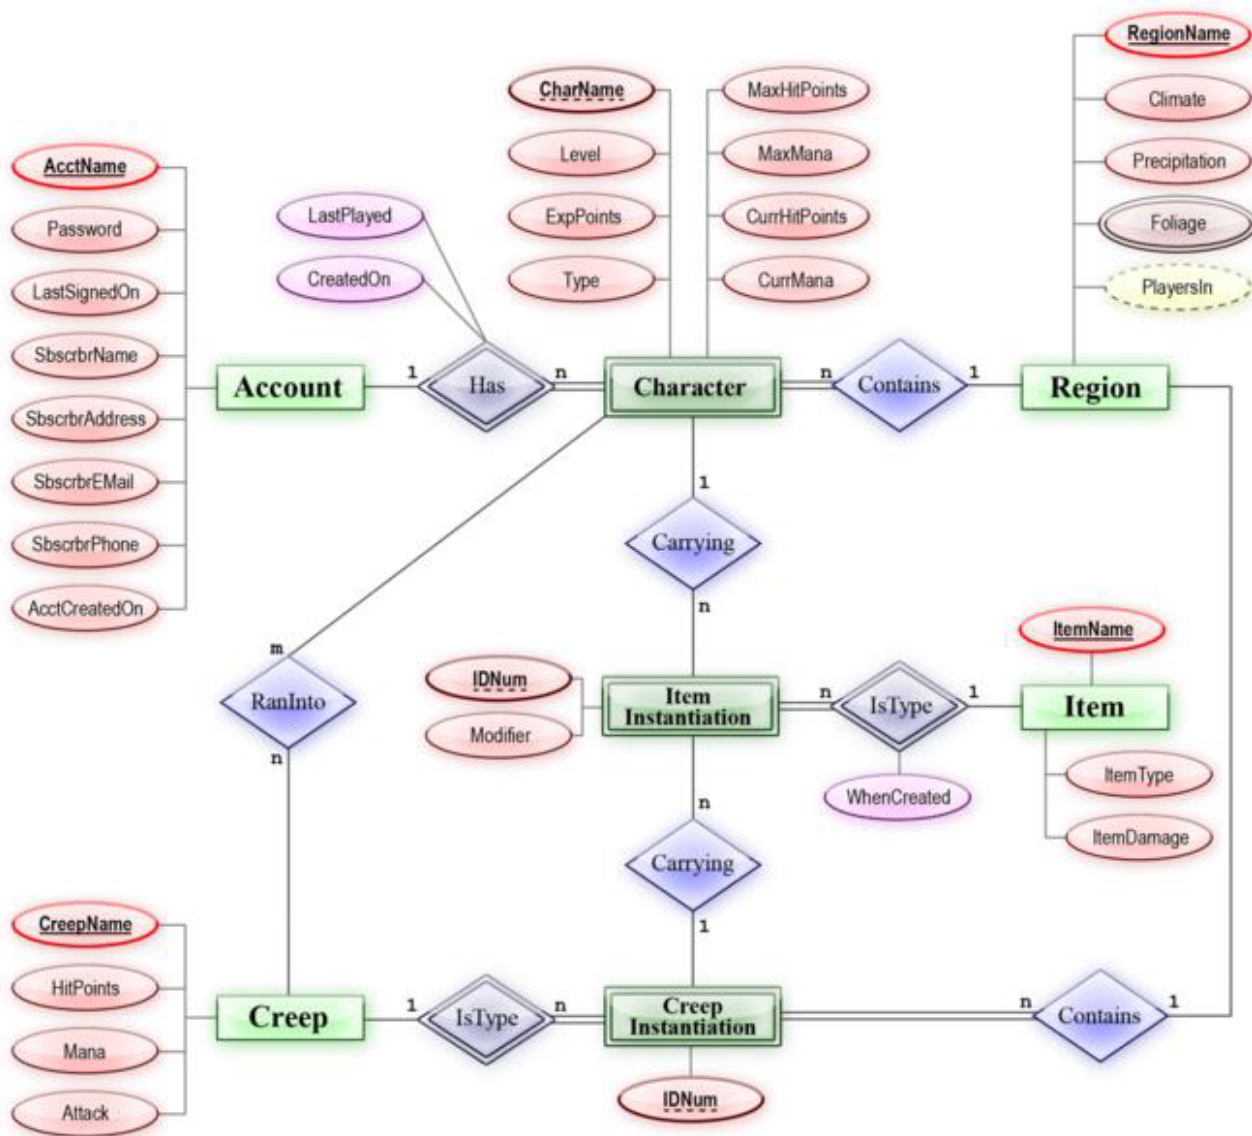 RegionName
CharName
MaxHitPoints
Climate
Level
MaxMana
Precipitation
AcctName
Password
LastPlayed
ExpPoints
CurrHitPoints
Foliage
LastSignedOn
CreatedOn
Type
CurrMana
PlayersIn
SbscrbrName
Account
1
Has
n
Character
n
Contains
1
Region
SbscrbrAddress
SbscrbrEMail
1
SbscrbrPhone
Carrying
AcctCreatedOn
n
ItemName
m
RanInto
IDNum
Item
Instantiation
n
IsType
1
Item
Modifier
n
ItemType
WhenCreated
n
ItemDamage
Carrying
CreepName
1
HitPoints
Creep
1
IsType
n
Creep
Instantiation
n
Contains
1
Mana
Attack
IDNum